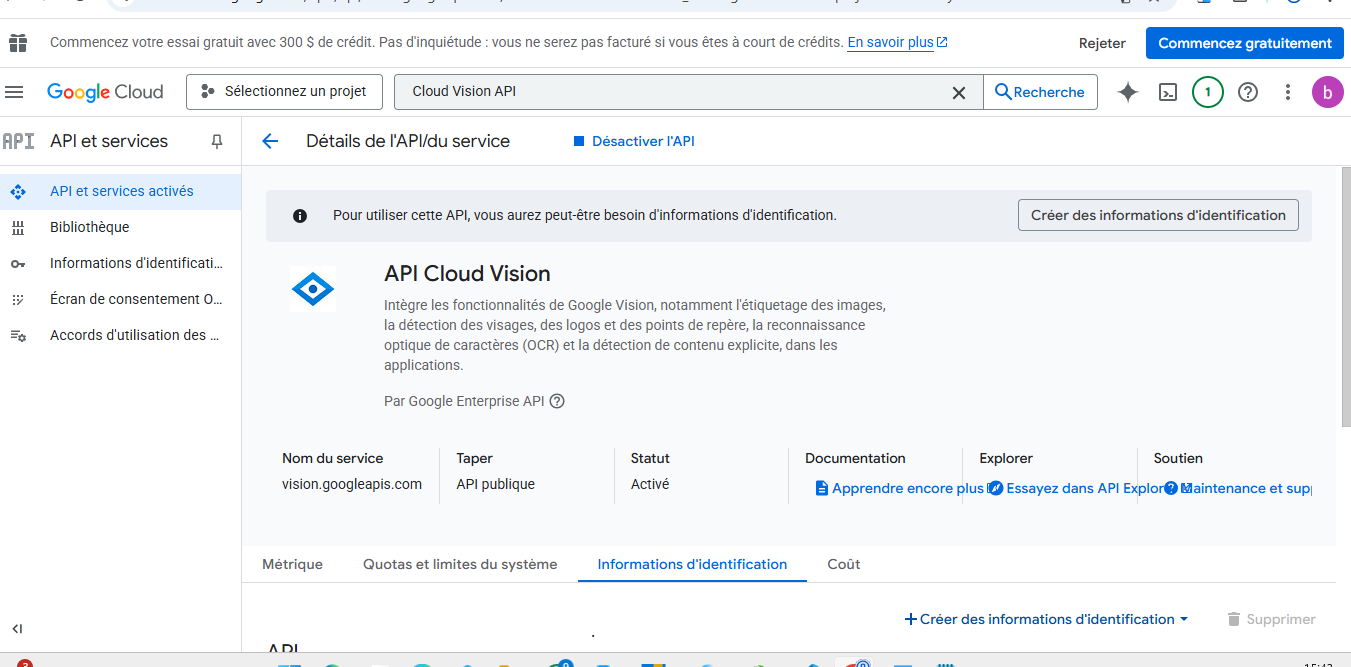 Commencez votre essai gratuit avec 300 $ de crédit. Pas d'inquiétude : vous ne serez pas facturé si vous êtes à court de crédits. En savoir plus
Rejeter
Commencez gratuitement
Google Cloud
Sélectionnez un projet
Cloud Vision API
Recherche
1
b
API API et services
Détails de l'API/du service
Désactiver l'API
API et services activés
Bibliothèque
Informations d'identificati...
Écran de consentement O...
Accords d'utilisation des ...
Pour utiliser cette API, vous aurez peut-être besoin d'informations d'identification.
Créer des informations d'identification
API Cloud Vision
Intègre les fonctionnalités de Google Vision, notamment l'étiquetage des images,
la détection des visages, des logos et des points de repère, la reconnaissance
optique de caractères (OCR) et la détection de contenu explicite, dans les
applications.
Par Google Enterprise API
Nom du service
vision.googleapis.com
Taper
API publique
Statut
Activé
Documentation
Apprendre encore plus
Explorer
Essayez dans API Explor
Soutien
Maintenance et supp
Métrique
Quotas et limites du système
Informations d'identification
Coût
Créer des informations d'identification
Supprimer
API